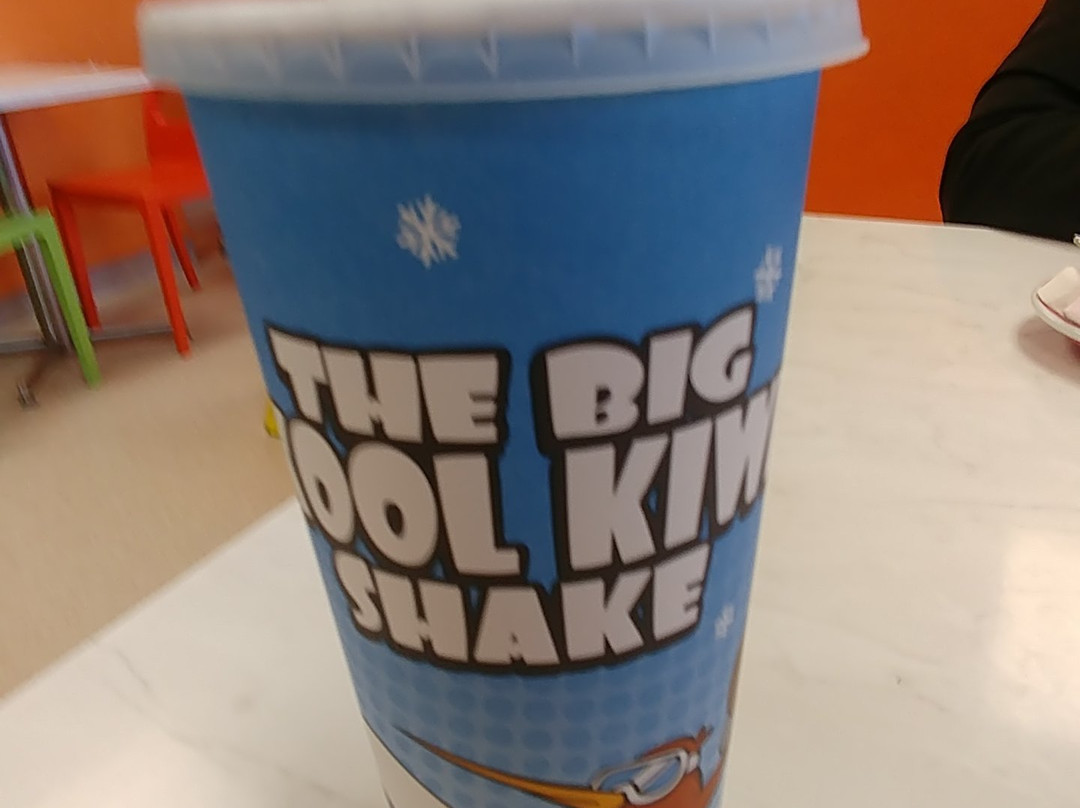 THE BIG
OOL KIW
SHAKE